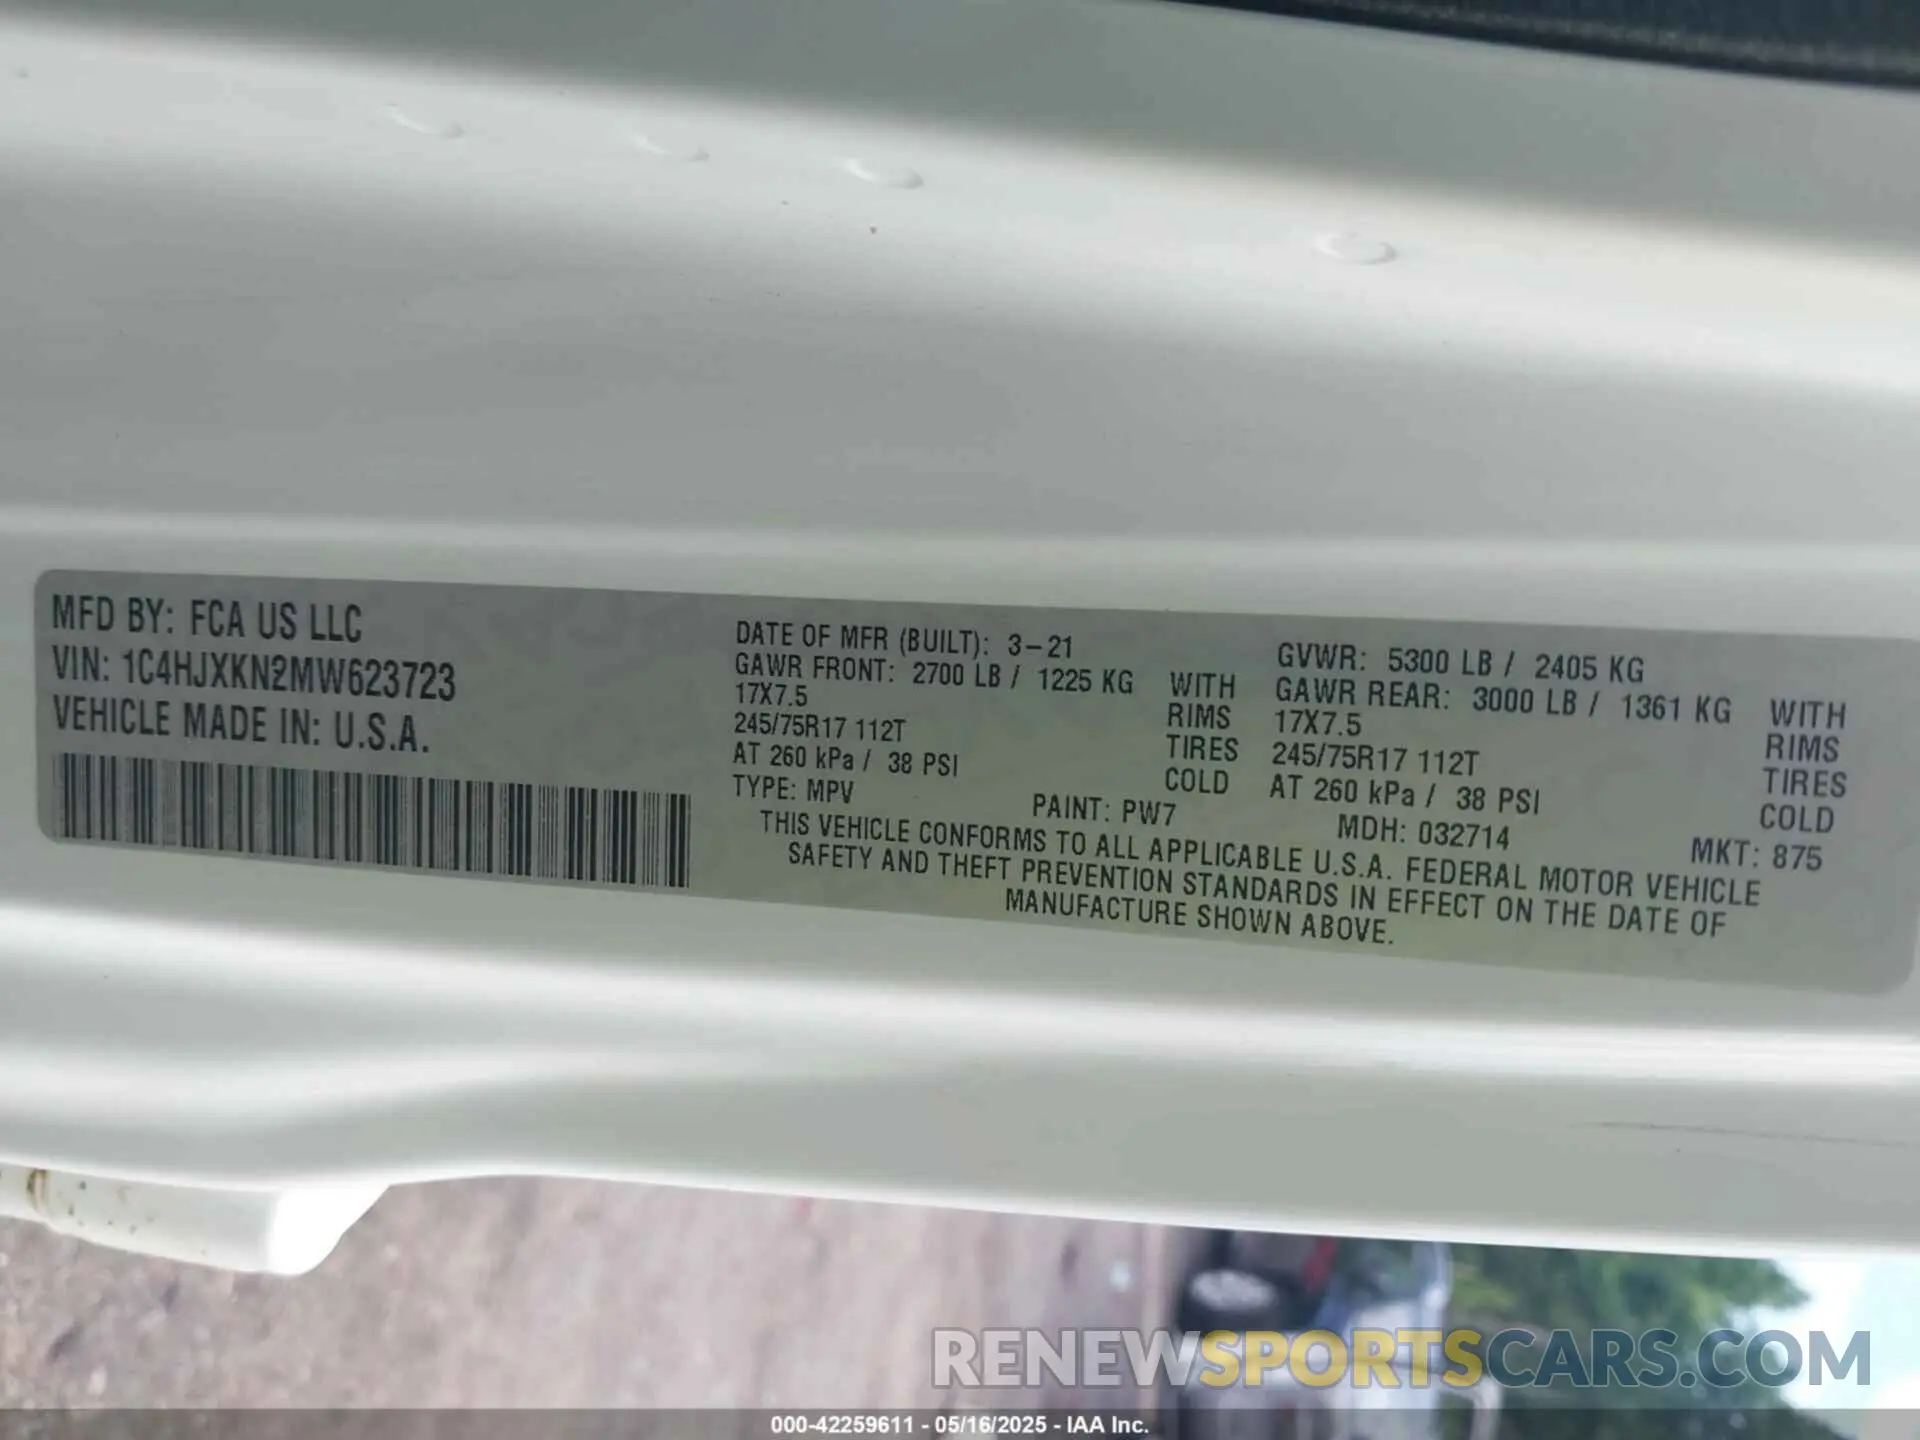 MFD BY: FCA US LLC
VIN: 1C4HJXKN2MW623723
VEHICLE MADE IN: U.S.A.
DATE OF MFR (BUILT): 3-21
GAWR FRONT: 2700 LB / 1225 KG WITH
17X7.5 RIMS
245/75R17 112T TIRES
AT 260 kPa / 38 PSI COLD
GVWR: 5300 LB / 2405 KG
GAWR REAR: 3000 LB / 1361 KG WITH
17X7.5 RIMS
245/75R17 112T TIRES
AT 260 kPa / 38 PSI COLD
TYPE: MPV PAINT: PW7 MDH: 032714 MKT: 875
THIS VEHICLE CONFORMS TO ALL APPLICABLE U.S.A. FEDERAL MOTOR VEHICLE
SAFETY AND THEFT PREVENTION STANDARDS IN EFFECT ON THE DATE OF
MANUFACTURE SHOWN ABOVE.
RENEWSPORTSCARS.COM
000-42259611 - 05/16/2025 - IAA Inc.